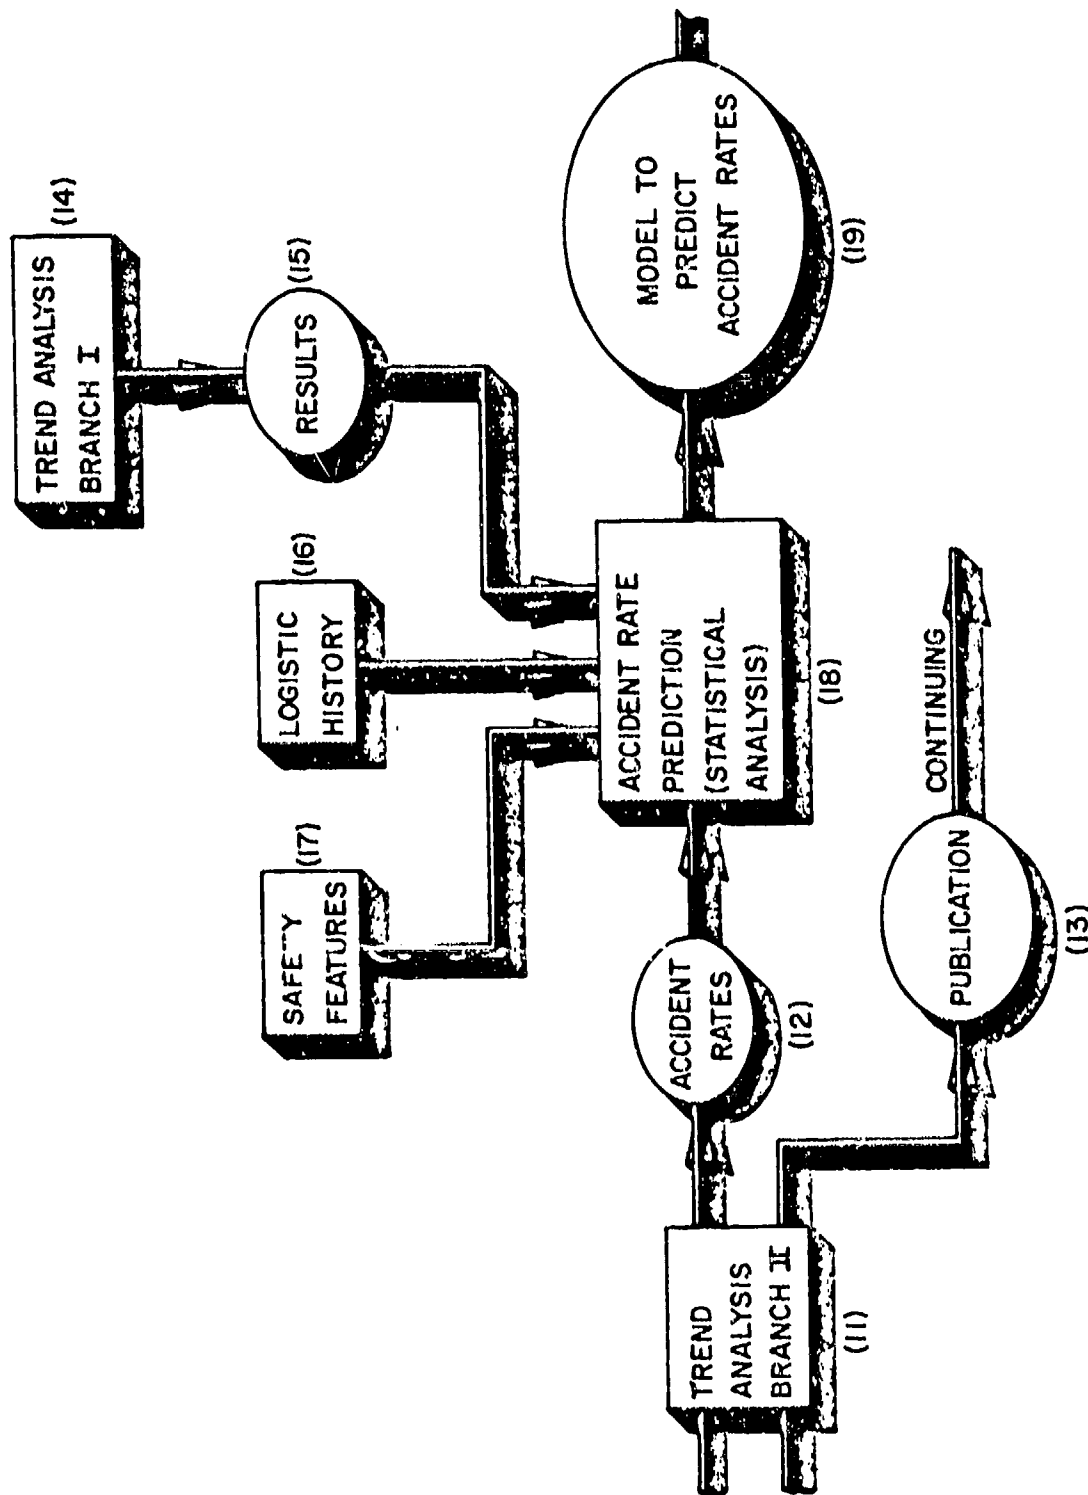 TREND ANALYSIS
BRANCH I
(14)
RESULTS
(15)
LOGISTIC
HISTORY
(16)
SAFETY
FEATURES
(17)
ACCIDENT RATE
PREDICTION
(STATISTICAL
ANALYSIS)
(18)
MODEL TO
PREDICT
ACCIDENT RATES
(19)
TREND
ANALYSIS
BRANCH II
(11)
ACCIDENT
RATES
(12)
PUBLICATION
(13)
CONTINUING